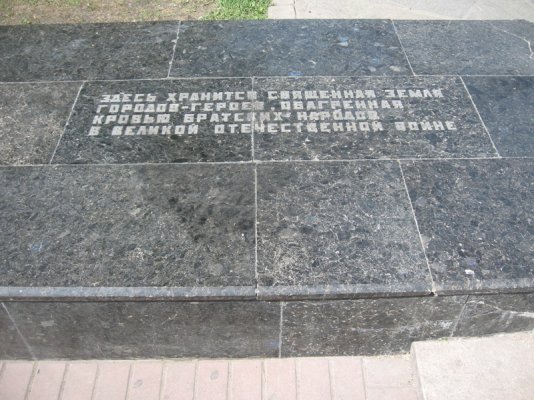 ЗДЕСЬ ХРАНИТСЯ СВЯЩЕННАЯ ЗЕМЛЯ
ГОРОДОВ-ГЕРОЕВ, ОБАГРЕННАЯ
КРОВЬЮ БРАТСКИХ НАРОДОВ
В ВЕЛИКОЙ ОТЕЧЕСТВЕННОЙ ВОЙНЕ